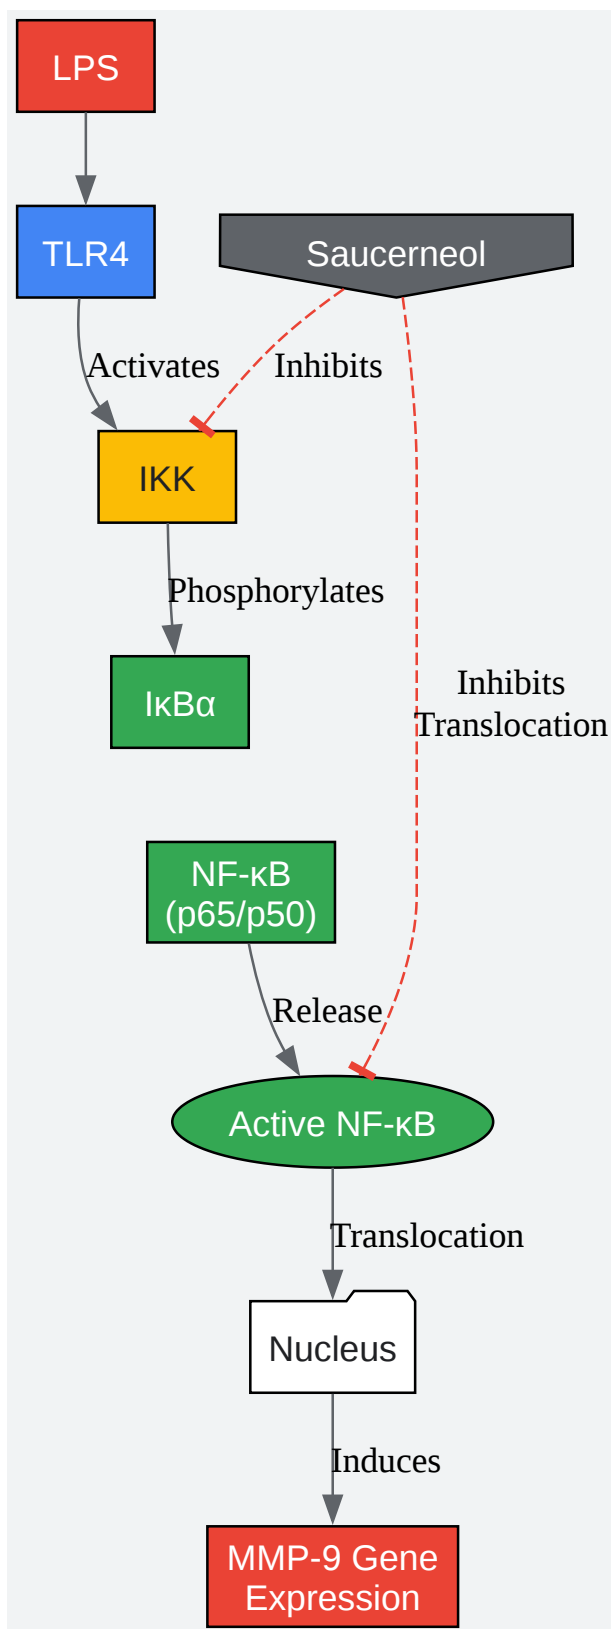 LPS
TLR4
Saucerneol
Activates
Inhibits
IKK
Phosphorylates
IκBα
Inhibits
Translocation
NF-κB
(p65/p50)
Release
Active NF-κB
Translocation
Nucleus
Induces
MMP-9 Gene
Expression